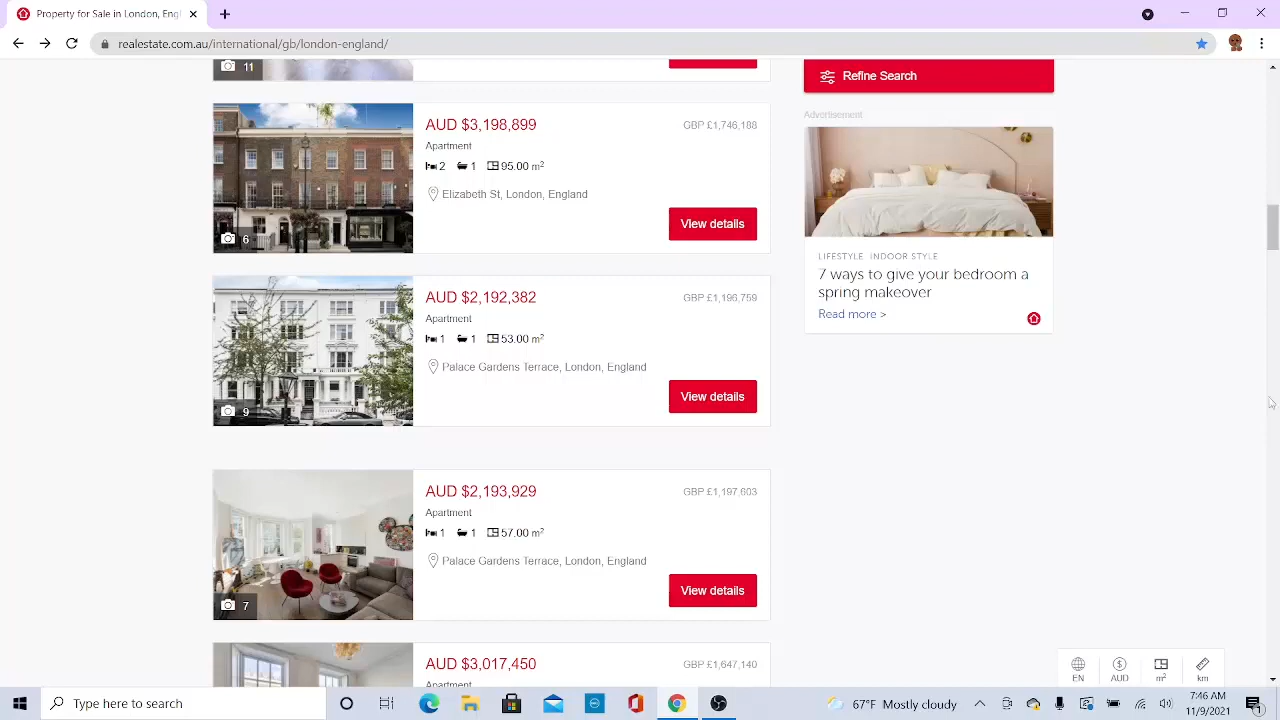 Property for Sale in London, Engl
realestate.com.au/international/gb/london-england/
11
Refine Search
Advertisement
AUD $3,198,899
GBP £1,746,188
Apartment
2 1 95.00 m²
Elizabeth St, London, England
View details
6
LIFESTYLE INDOOR STYLE
7 ways to give your bedroom a
spring makeover
Read more >
AUD $2,192,382
GBP £1,196,759
Apartment
1 1 53.00 m²
Palace Gardens Terrace, London, England
View details
9
AUD $2,193,929
GBP £1,197,603
Apartment
1 1 57.00 m²
Palace Gardens Terrace, London, England
View details
7
AUD $3,017,450
GBP £1,647,140
Apartment
EN AUD m² km
Type here to search
67°F Mostly cloudy
7:46 AM
11/9/2021
1